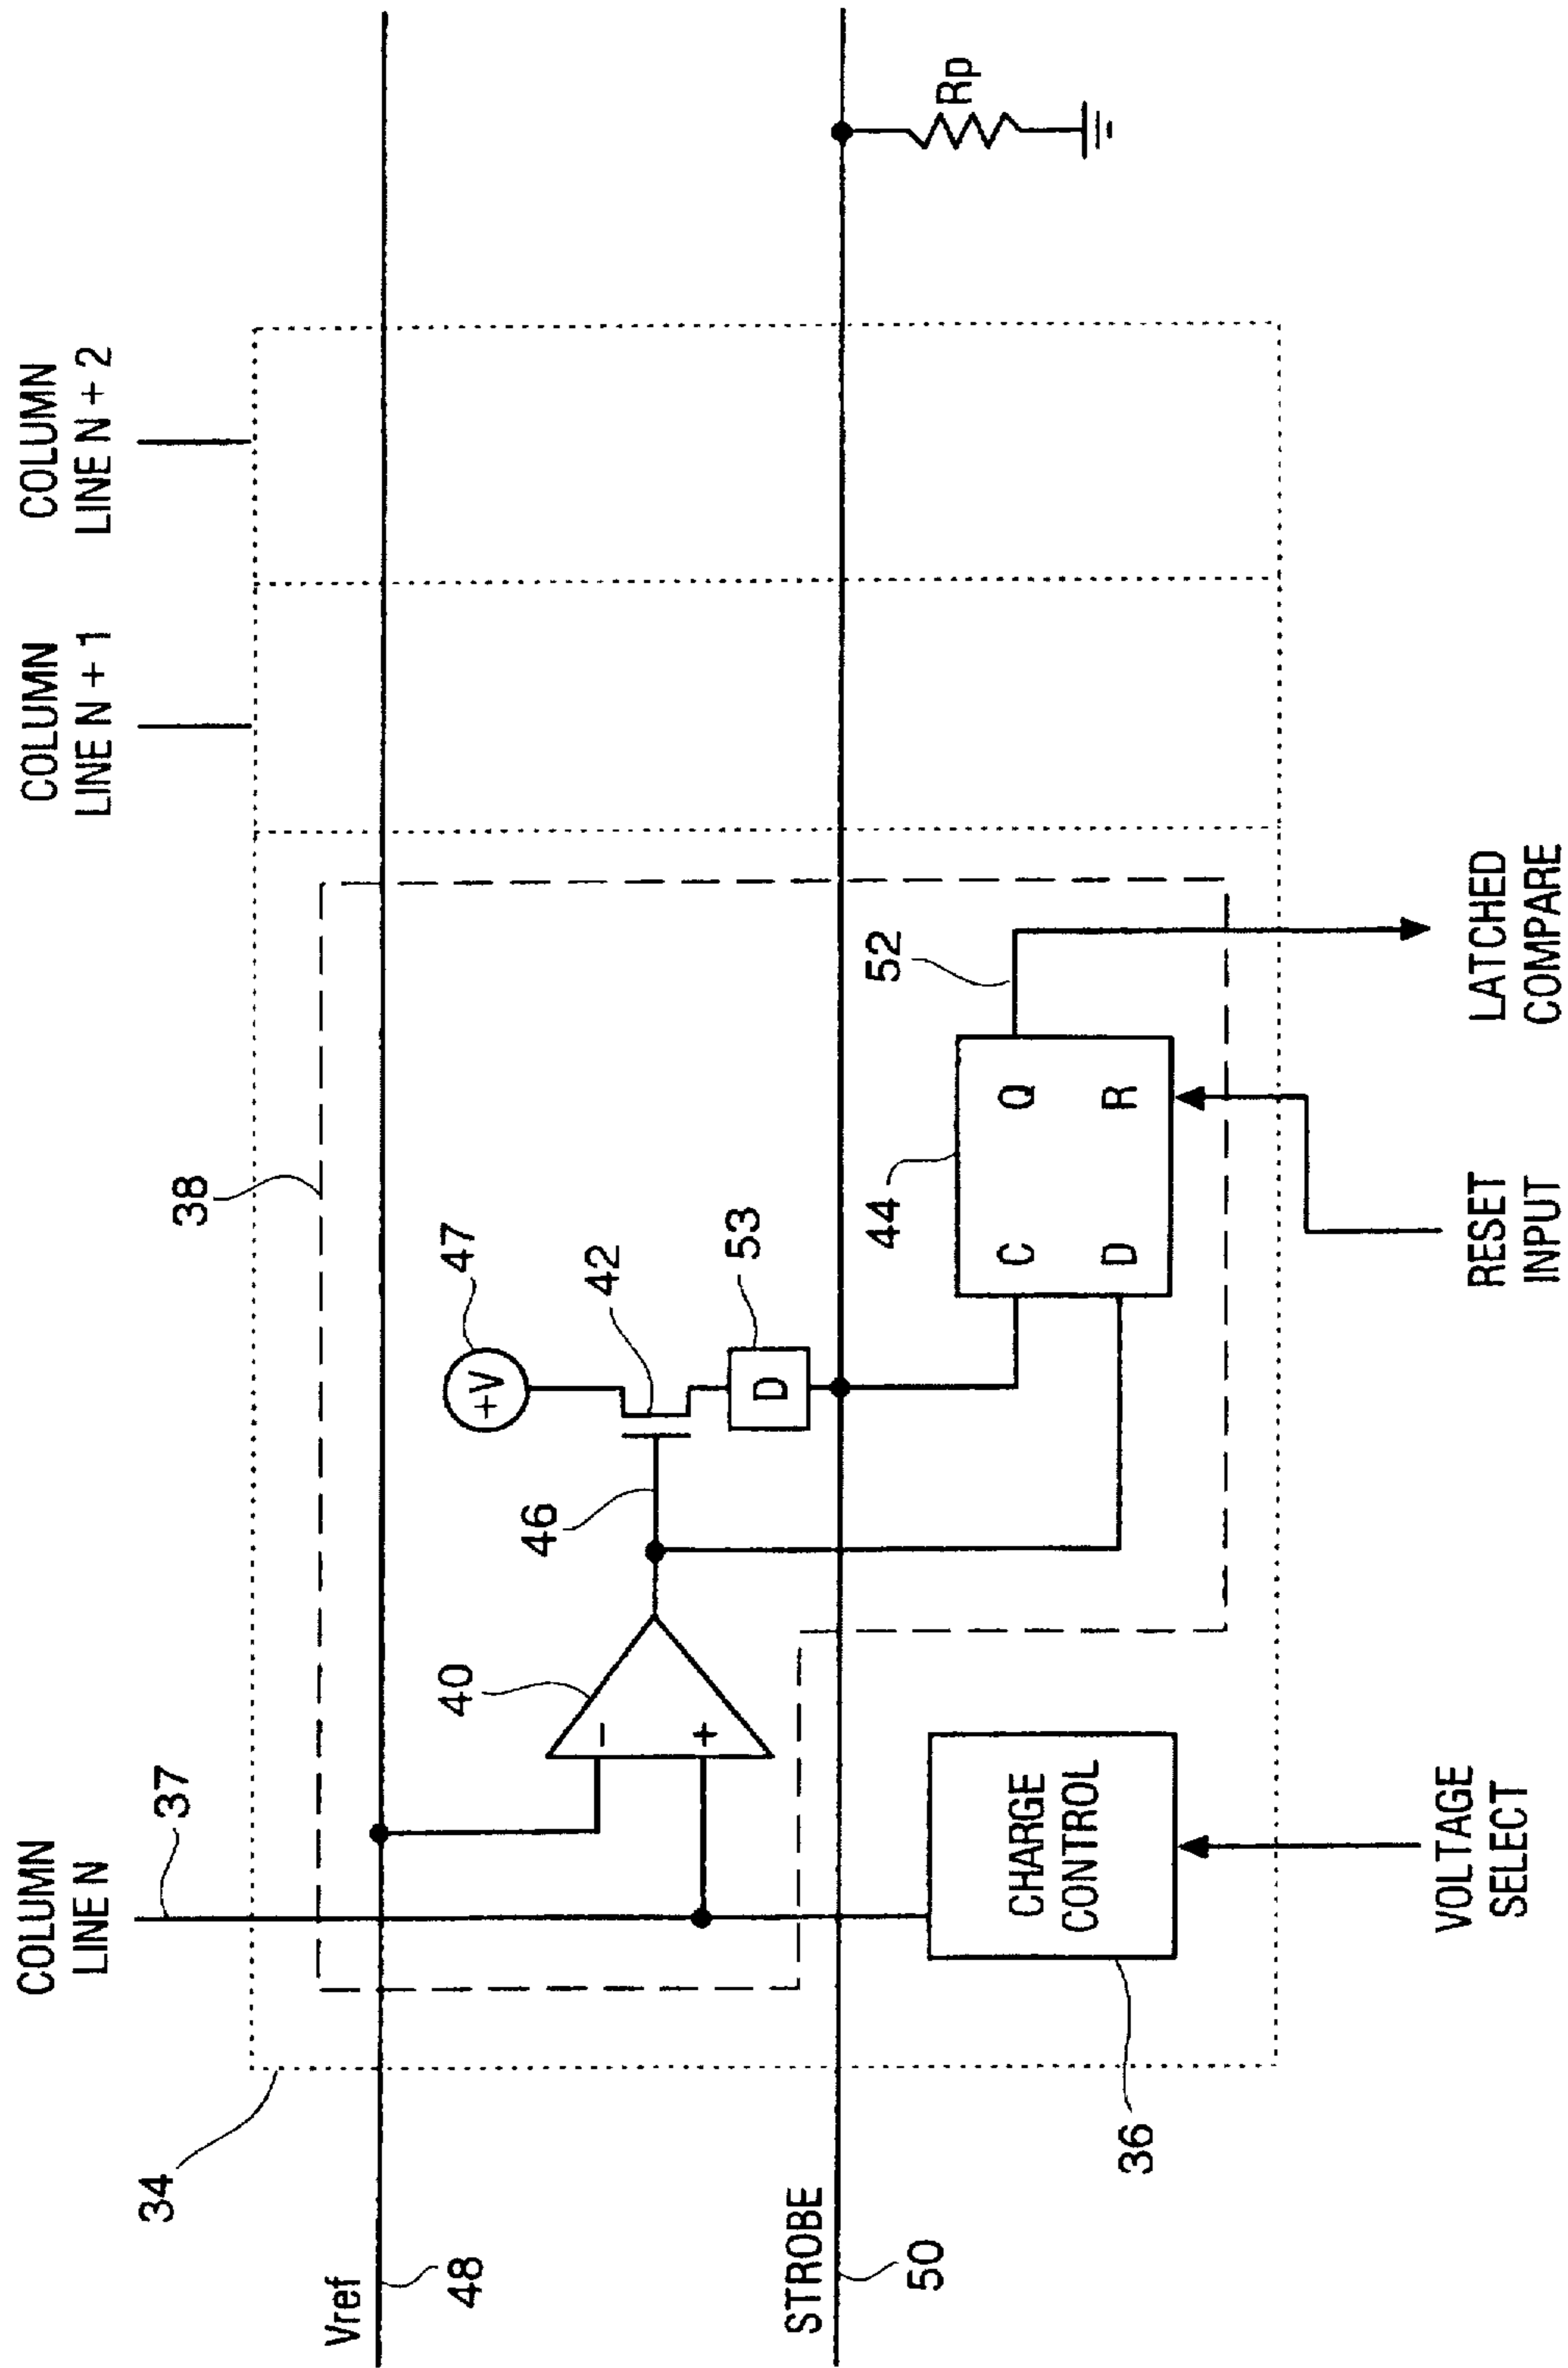 COLUMN
LINE N
37
COLUMN
LINE N + 1
COLUMN
LINE N + 2
34
38
Vref
48
47
+V
42
46
40
−
+
53
D
STROBE
50
Rp
44
52
C
Q
D
R
CHARGE
CONTROL
36
VOLTAGE
SELECT
RESET
INPUT
LATCHED
COMPARE